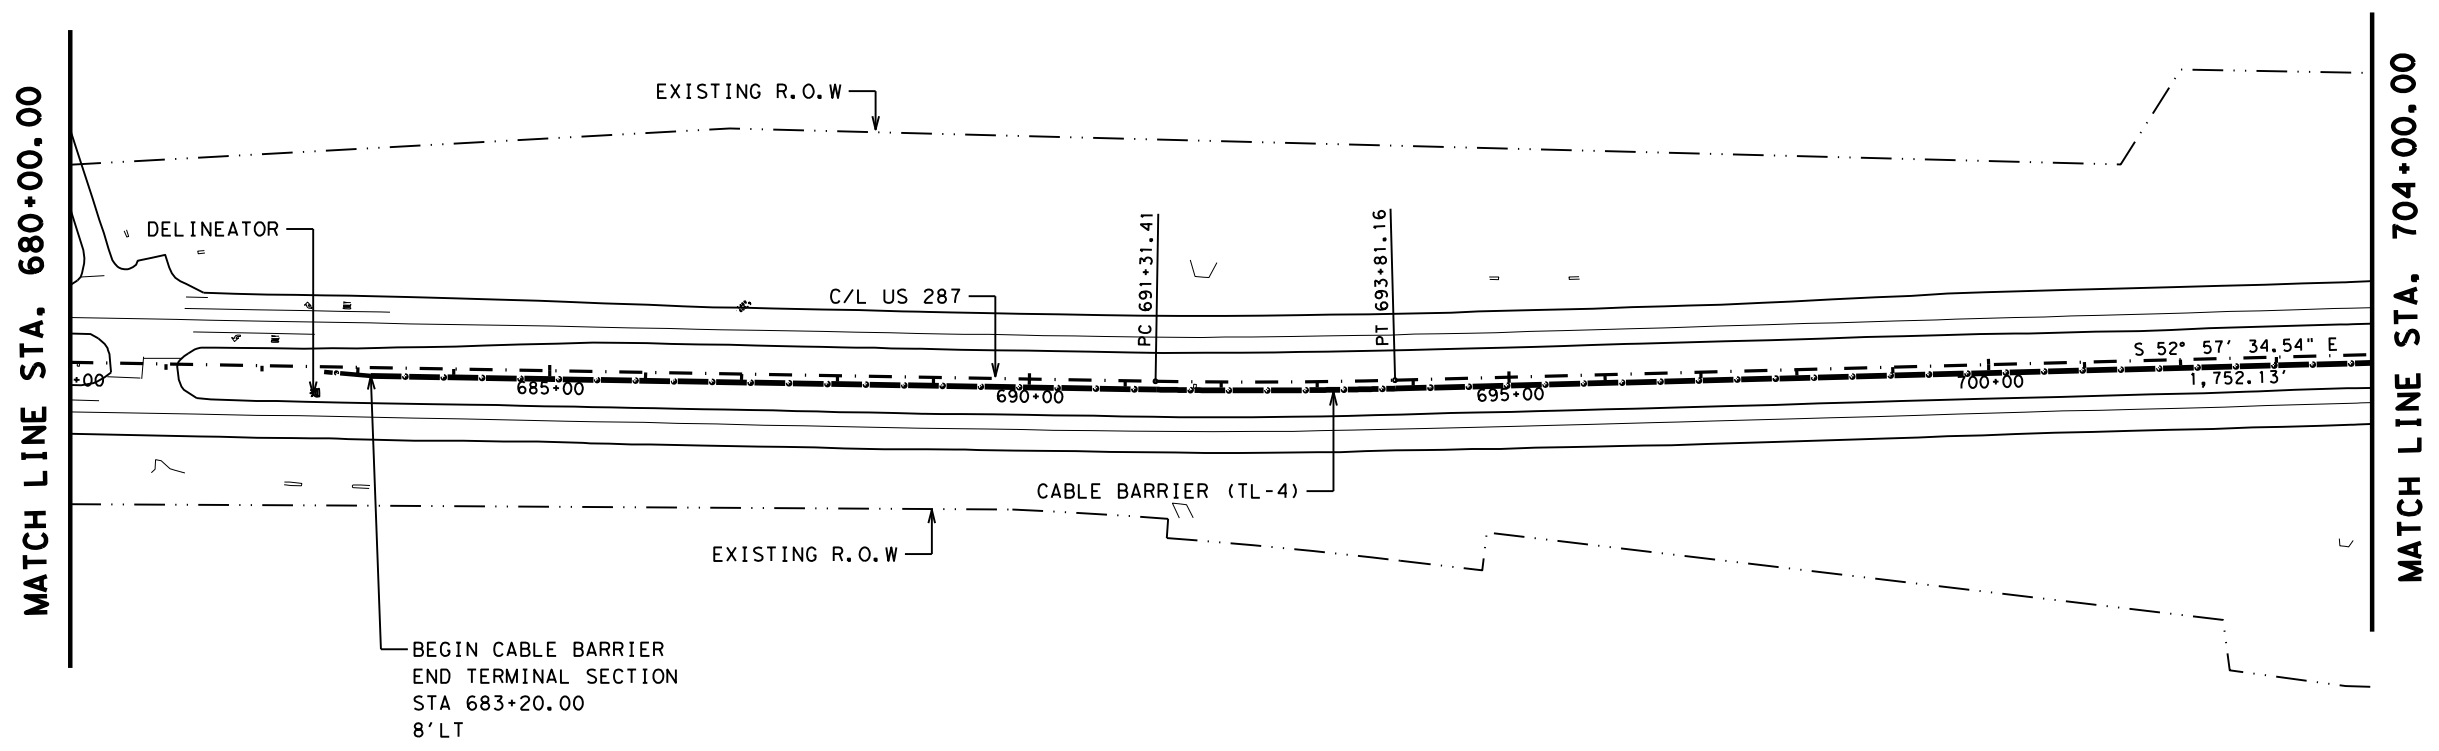 MATCH LINE STA. 680+00.00
EXISTING R.O.W
DELINEATOR
C/L US 287
PC 691+31.41
PT 693+81.16
MATCH LINE STA. 704+00.00
S 52° 57' 34.54" E
1,752.13'
+00
685+00
690+00
695+00
700+00
CABLE BARRIER (TL-4)
EXISTING R.O.W
BEGIN CABLE BARRIER
END TERMINAL SECTION
STA 683+20.00
8'LT